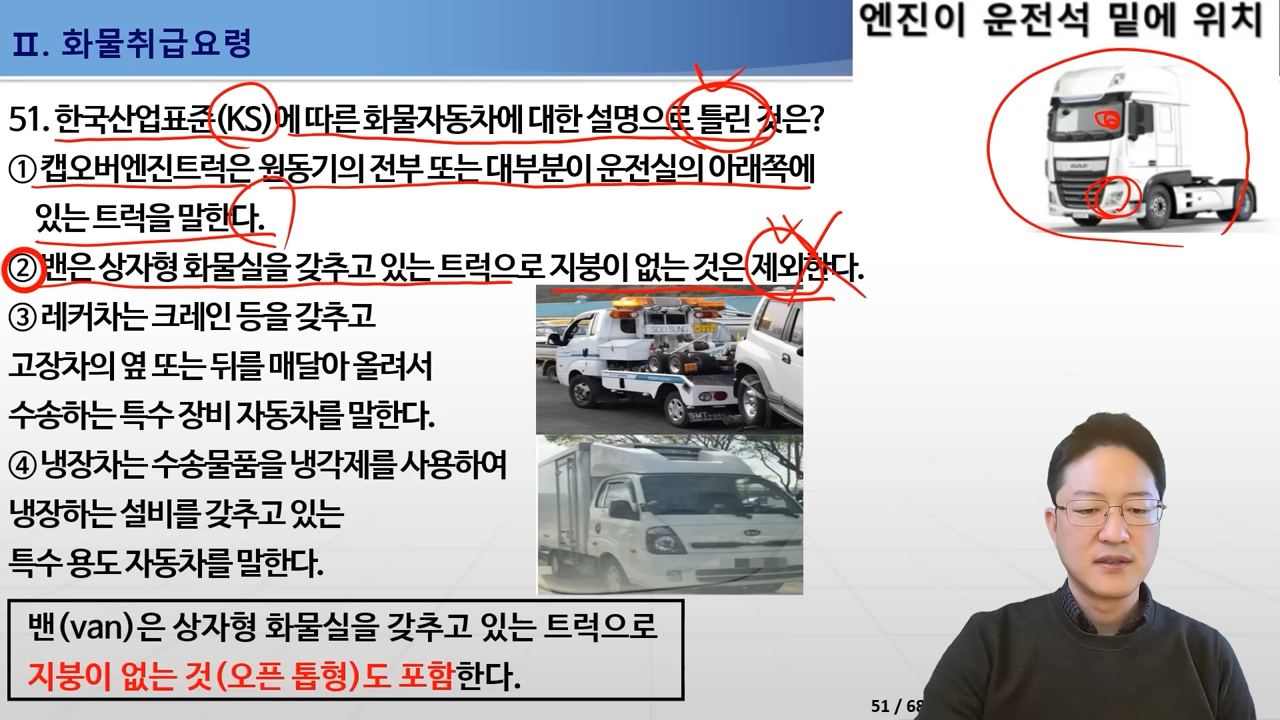 Ⅱ. 화물취급요령
엔진이 운전석 밑에 위치
51. 한국산업표준(KS)에 따른 화물자동차에 대한 설명으로 틀린 것은?
① 캡오버엔진트럭은 원동기의 전부 또는 대부분이 운전실의 아래쪽에
있는 트럭을 말한다.
② 밴은 상자형 화물실을 갖추고 있는 트럭으로 지붕이 없는 것은 제외한다.
③ 레커차는 크레인 등을 갖추고
고장차의 옆 또는 뒤를 매달아 올려서
수송하는 특수 장비 자동차를 말한다.
④ 냉장차는 수송물품을 냉각제를 사용하여
냉장하는 설비를 갖추고 있는
특수 용도 자동차를 말한다.
밴(van)은 상자형 화물실을 갖추고 있는 트럭으로
지붕이 없는 것(오픈 톱형)도 포함한다.
51 / 68